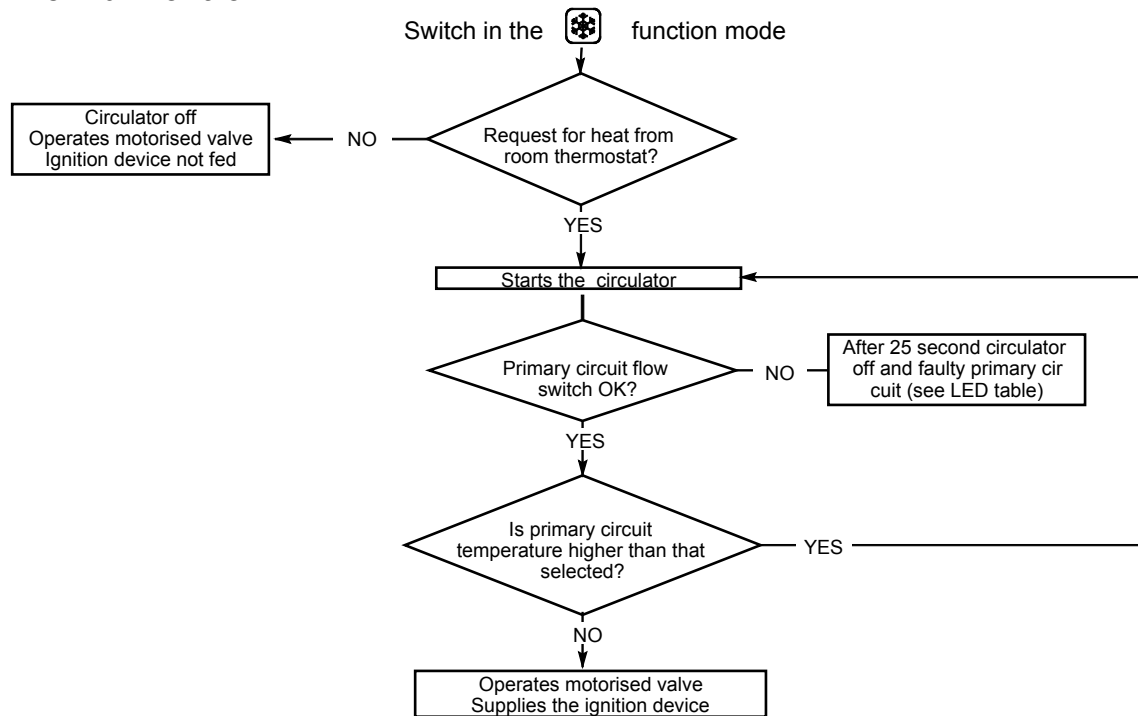 Switch in the function mode
Circulator off
Operates motorised valve
Ignition device not fed
NO
Request for heat from
room thermostat?
YES
Starts the circulator
Primary circuit flow
switch OK?
NO
After 25 second circulator
off and faulty primary cir
cuit (see LED table)
YES
Is primary circuit
temperature higher than that
selected?
YES
NO
Operates motorised valve
Supplies the ignition device